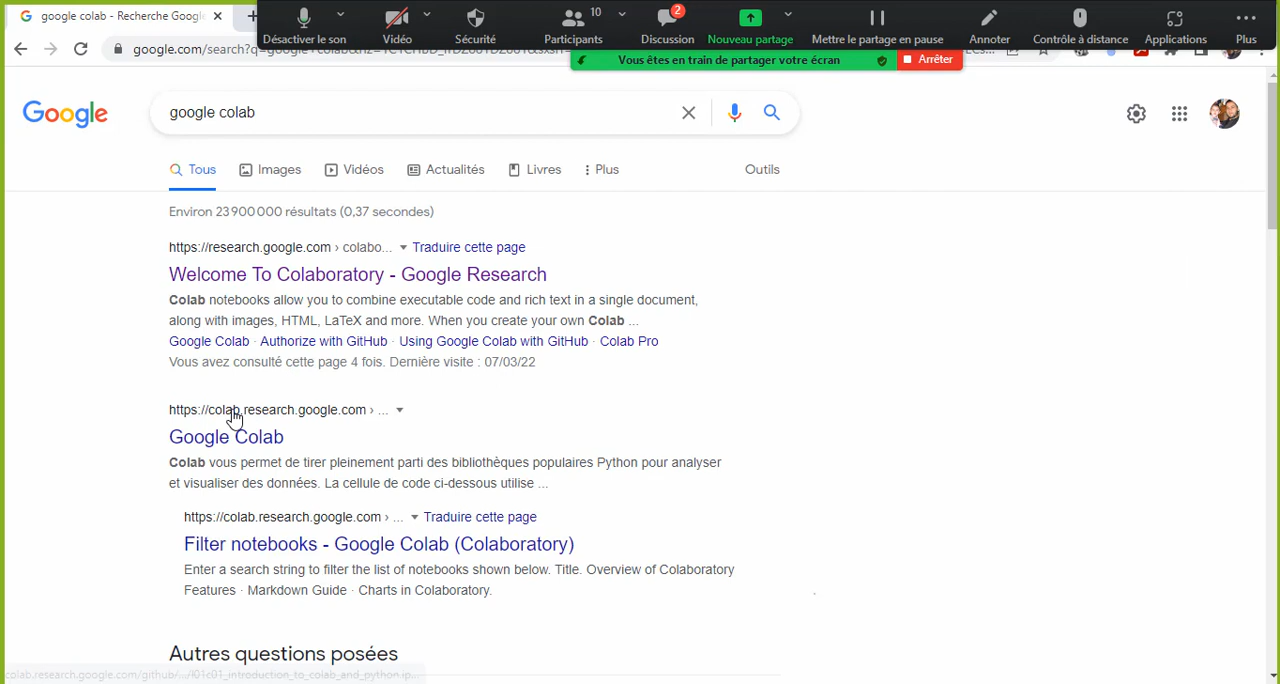 google colab - Recherche Google
Désactiver le son
Vidéo
Sécurité
10
Participants
2
Discussion
Nouveau partage
Mettre le partage en pause
Annoter
Contrôle à distance
Applications
Plus
Vous êtes en train de partager votre écran
Arrêter
Google
google colab
Tous
Images
Vidéos
Actualités
Livres
Plus
Outils
Environ 23 900 000 résultats (0,37 secondes)
https://research.google.com › colabo... Traduire cette page
Welcome To Colaboratory - Google Research
Colab notebooks allow you to combine executable code and rich text in a single document,
along with images, HTML, LaTeX and more. When you create your own Colab ...
Google Colab · Authorize with GitHub · Using Google Colab with GitHub · Colab Pro
Vous avez consulté cette page 4 fois. Dernière visite : 07/03/22
https://colab.research.google.com › ...
Google Colab
Colab vous permet de tirer pleinement parti des bibliothèques populaires Python pour analyser
et visualiser des données. La cellule de code ci-dessous utilise ...
https://colab.research.google.com › ... Traduire cette page
Filter notebooks - Google Colab (Colaboratory)
Enter a search string to filter the list of notebooks shown below. Title. Overview of Colaboratory
Features · Markdown Guide · Charts in Colaboratory.
Autres questions posées
colab.research.google.com/github/.../l01c01_introduction_to_colab_and_python.ip...